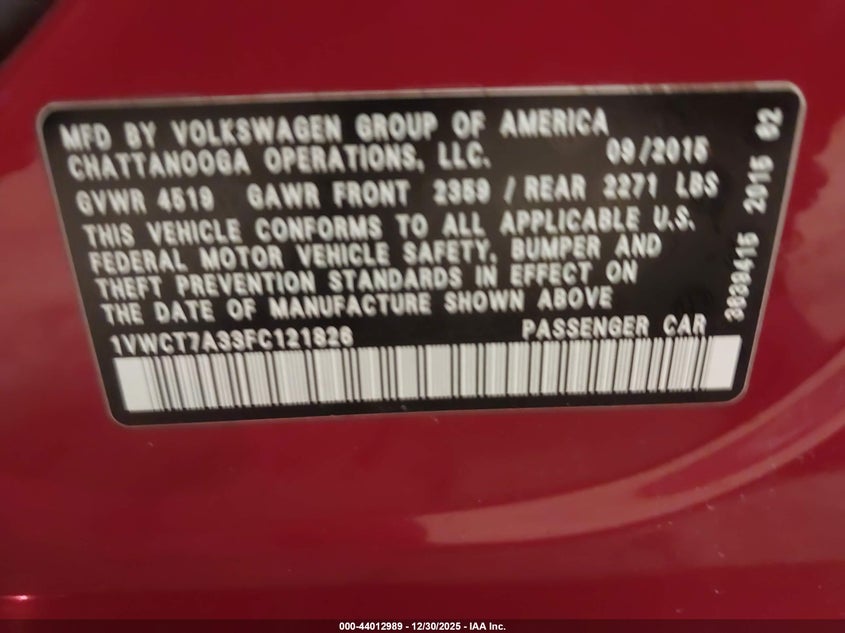 MFD BY VOLKSWAGEN GROUP OF AMERICA
CHATTANOOGA OPERATIONS, LLC. 09/2015
GVWR 4519 GAWR FRONT 2359 / REAR 2271 LBS
THIS VEHICLE CONFORMS TO ALL APPLICABLE U.S.
FEDERAL MOTOR VEHICLE SAFETY, BUMPER AND
THEFT PREVENTION STANDARDS IN EFFECT ON
THE DATE OF MANUFACTURE SHOWN ABOVE
1VWCT7A33FC121826 PASSENGER CAR
3039415 2015 02
000-44012989 - 12/30/2025 - IAA Inc.